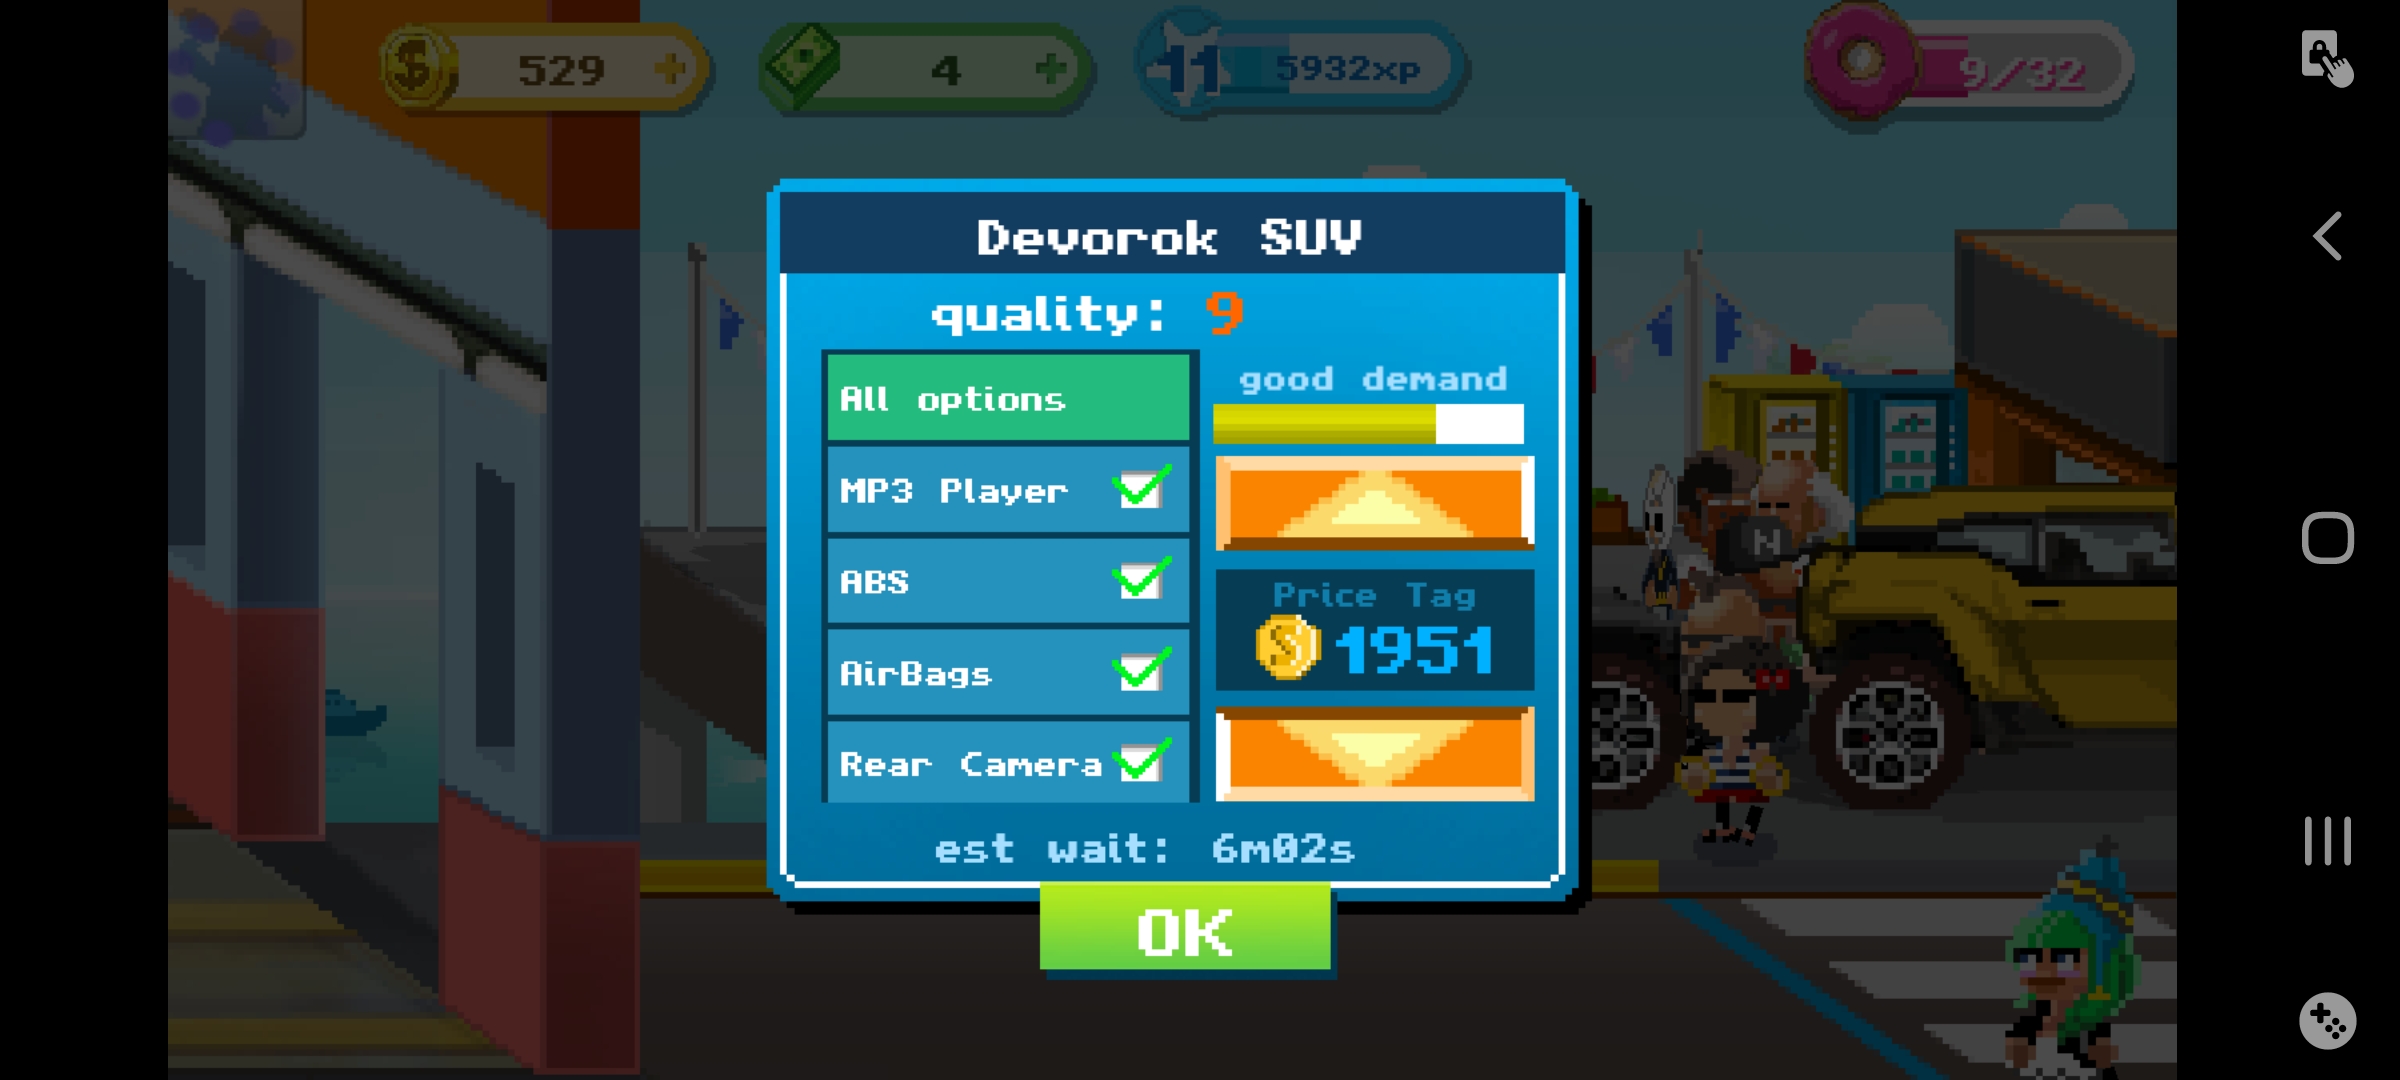 529 +
4 +
11 5932xp
9/32
Devorok SUV
quality: 9
All options
good demand
MP3 Player
ABS
Price Tag
1951
AirBags
Rear Camera
est wait: 6m02s
OK
N